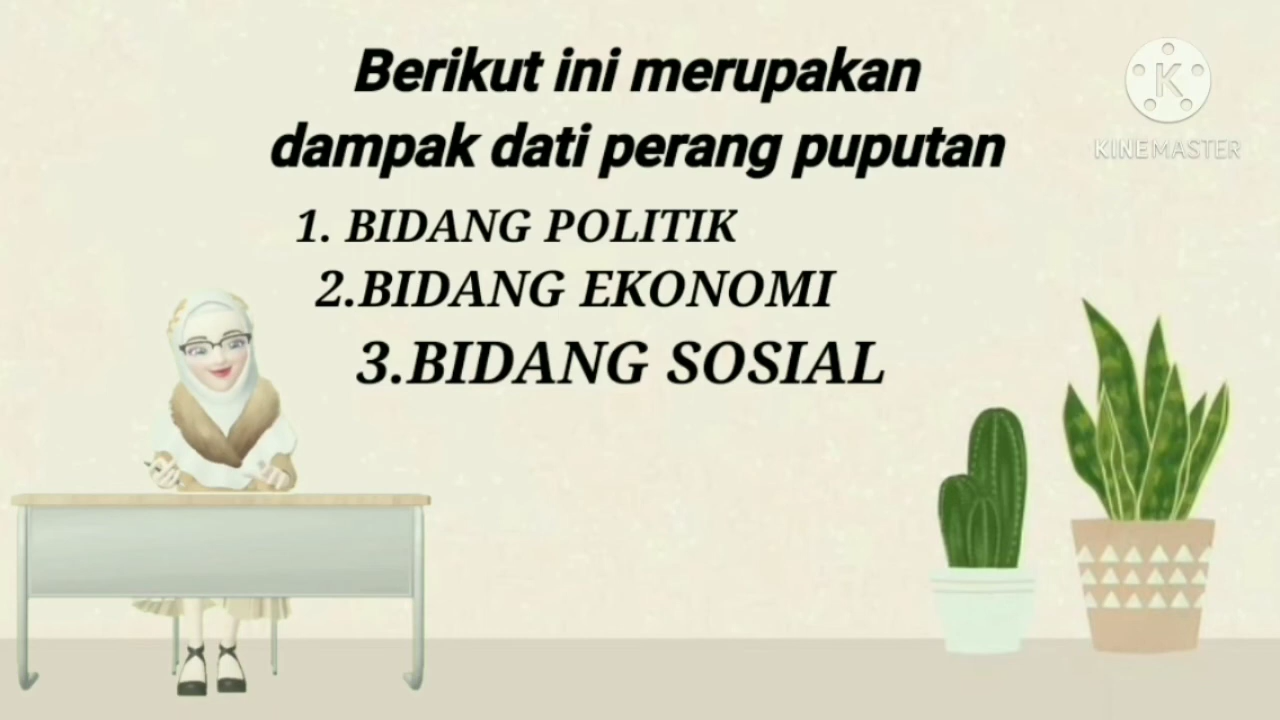 Berikut ini merupakan
dampak dati perang puputan
1. BIDANG POLITIK
2.BIDANG EKONOMI
3.BIDANG SOSIAL
K
KINEMASTER